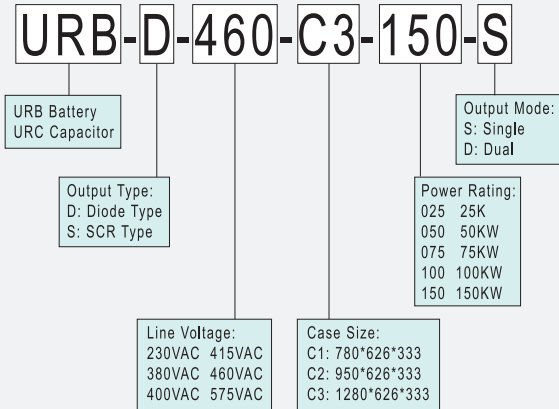 URB-D-460-C3-150-S
URB Battery
URC Capacitor
Output Mode:
S: Single
D: Dual
Output Type:
D: Diode Type
S: SCR Type
Power Rating:
025 25K
050 50KW
075 75KW
100 100KW
150 150KW
Line Voltage:
230VAC 415VAC
380VAC 460VAC
400VAC 575VAC
Case Size:
C1: 780*626*333
C2: 950*626*333
C3: 1280*626*333